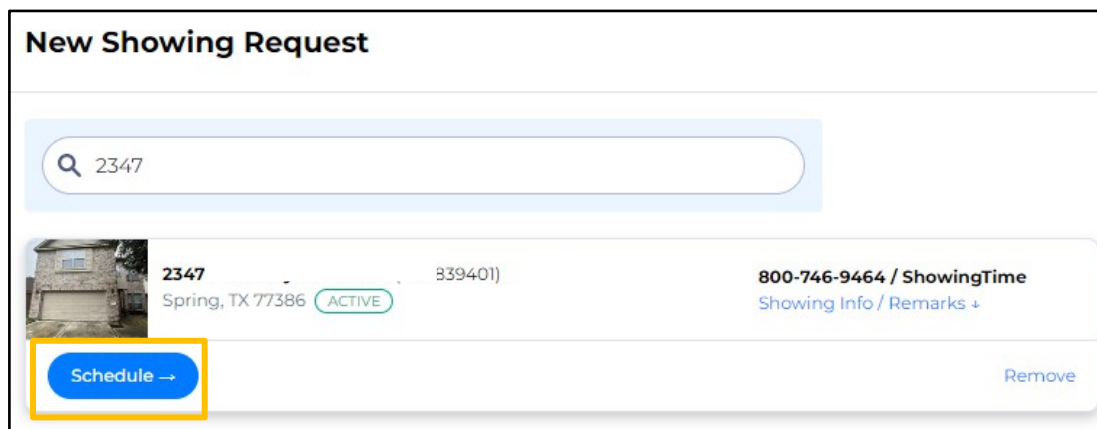 New Showing Request
2347
2347 839401)
800-746-9464 / ShowingTime
Spring, TX 77386 ACTIVE
Showing Info / Remarks ↓
Schedule →
Remove